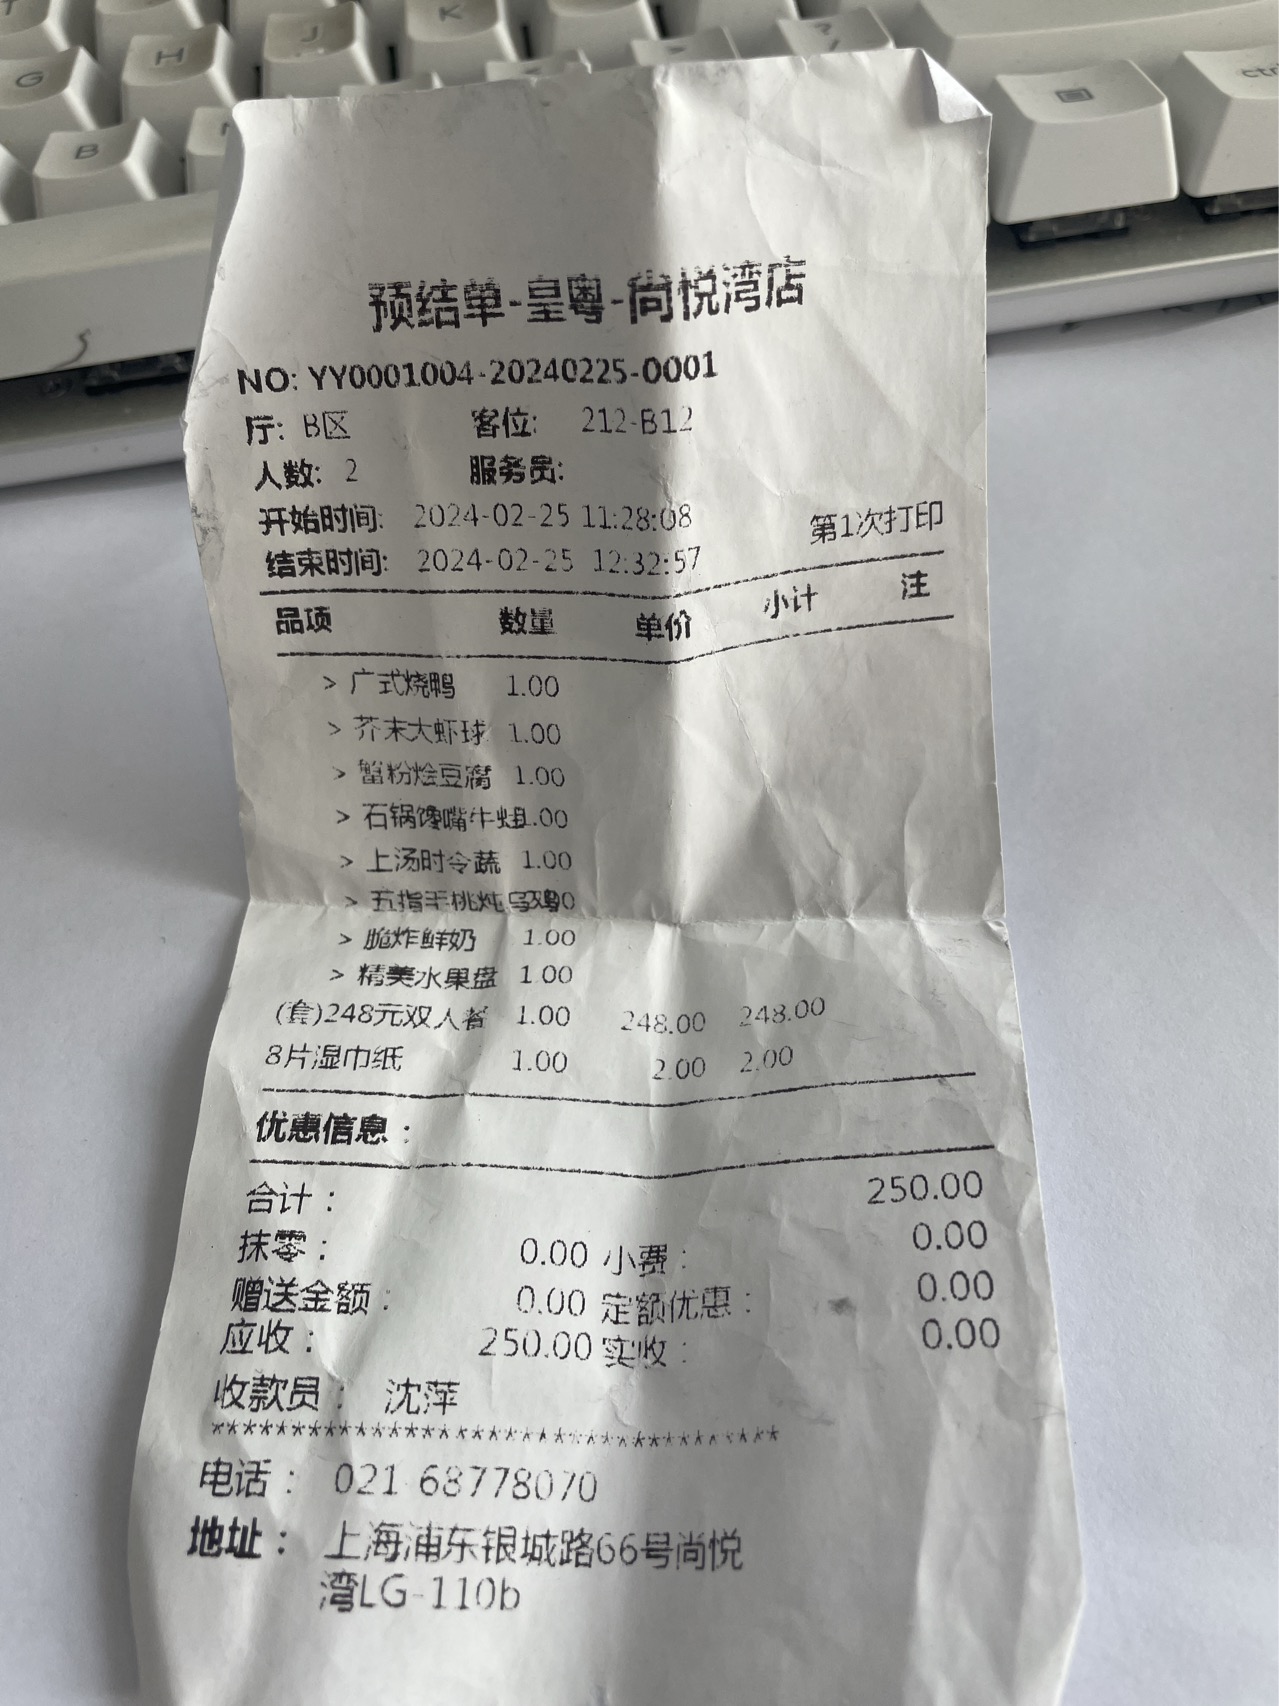 T
K
J
H
G
B
ctrl
预结单-皇粤-尚悦湾店
NO: YY0001004-20240225-0001
厅: B区 客位: 212-B12
人数: 2 服务员:
开始时间: 2024-02-25 11:28:08 第1次打印
结束时间: 2024-02-25 12:32:57
品项 数量 单价 小计 注
> 广式烧鸭 1.00
> 芥末大虾球 1.00
> 蟹粉烩豆腐 1.00
> 石锅馋嘴牛蛙1.00
> 上汤时令蔬 1.00
> 五指毛桃炖乌鸡0
> 脆炸鲜奶 1.00
> 精美水果盘 1.00
(套)248元双人餐 1.00 248.00 248.00
8片湿巾纸 1.00 2.00 2.00
优惠信息:
合计: 250.00
抹零: 0.00 小费: 0.00
赠送金额: 0.00 定额优惠: 0.00
应收: 250.00 实收: 0.00
收款员: 沈萍
电话: 021 68778070
地址: 上海浦东银城路66号尚悦
湾LG-110b